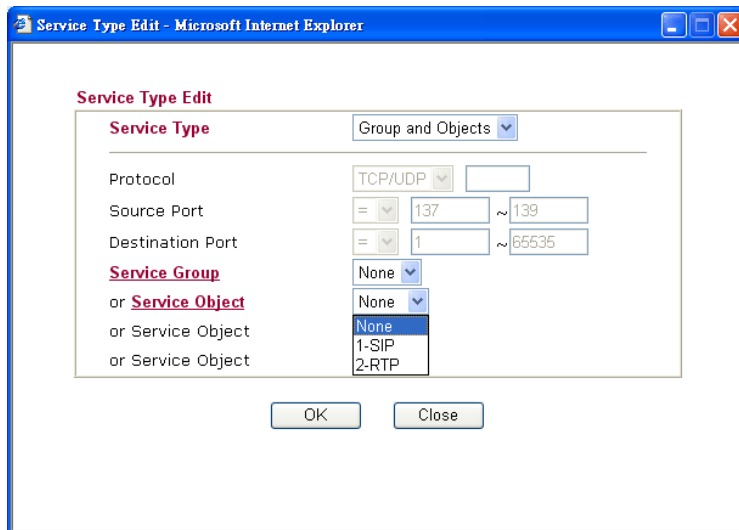 Service Type Edit - Microsoft Internet Explorer
Service Type Edit
Service Type Group and Objects
Protocol TCP/UDP
Source Port = 137 ~ 139
Destination Port = 1 ~ 65535
Service Group None
or Service Object None
or Service Object None
1-SIP
or Service Object 2-RTP
OK Close